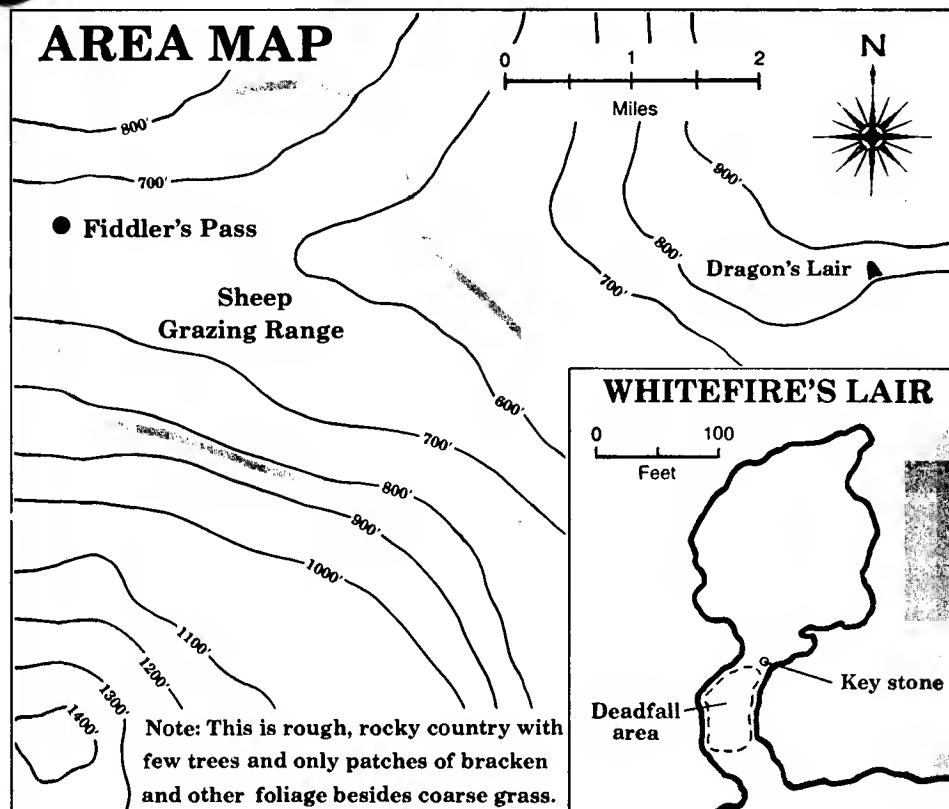 AREA MAP
0 1 2
Miles
N
800'
700'
900'
Fiddler's Pass
800'
Dragon's Lair
700'
Sheep
Grazing Range
600'
700'
800'
900'
1000'
1100'
1200'
1300'
1400'
Note: This is rough, rocky country with
few trees and only patches of bracken
and other foliage besides coarse grass.
WHITEFIRE'S LAIR
0 100
Feet
Key stone
Deadfall
area